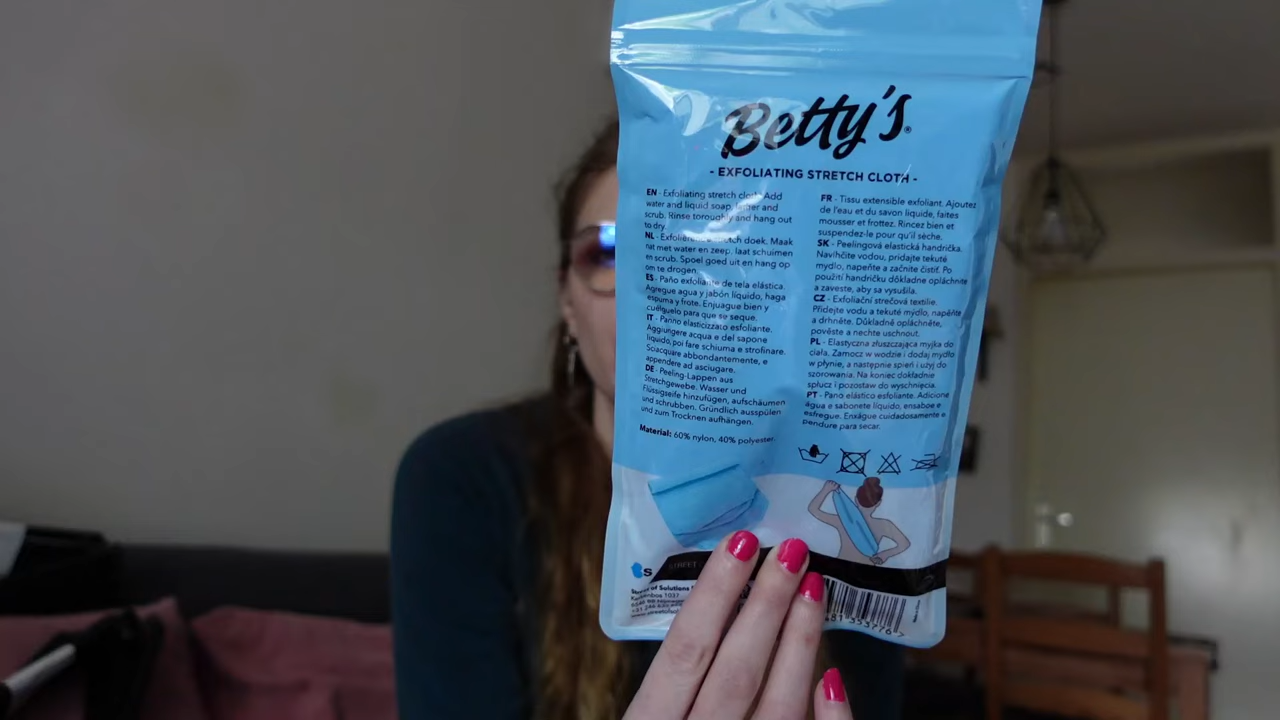 Betty's®
- EXFOLIATING STRETCH CLOTH -
EN - Exfoliating stretch cloth. Add
water and liquid soap, lather and
scrub. Rinse toroughly and hang out
to dry.
NL - Exfoliërende stretch doek. Maak
nat met water en zeep, laat schuimen
en scrub. Spoel goed uit en hang op
om te drogen.
ES - Paño exfoliante de tela elástica.
Agregue agua y jabón líquido, haga
espuma y frote. Enjuague bien y
cuélguelo para que se seque.
IT - Panno elasticizzato esfoliante.
Aggiungere acqua e del sapone
liquido, poi fare schiuma e strofinare.
Sciacquare abbondantemente, e
appendere ad asciugare.
DE - Peeling-Lappen aus
Stretchgewebe. Wasser und
Flüssigseife hinzufügen, aufschäumen
und schrubben. Gründlich ausspülen
und zum Trocknen aufhängen.
Material: 60% nylon, 40% polyester
FR - Tissu extensible exfoliant. Ajoutez
de l'eau et du savon liquide, faites
mousser et frottez. Rincez bien et
suspendez-le pour qu'il sèche.
SK - Peelingová elastická handrička.
Navlhčite vodou, pridajte tekuté
mydlo, napeňte a začnite čistiť. Po
použití handričku dôkladne opláchnite
a zaveste, aby sa vysušila.
CZ - Exfoliační strečová textilie.
Přidejte vodu a tekuté mýdlo, napěňte
a drhněte. Důkladně opláchněte,
pověste a nechte uschnout.
PL - Elastyczna złuszczająca myjka do
ciała. Zamocz w wodzie i dodaj mydło
w płynie, a następnie spień i użyj do
szorowania. Na koniec dokładnie
spłucz i pozostaw do wyschnięcia.
PT - Pano elástico esfoliante. Adicione
água e sabonete líquido, ensaboe e
esfregue. Enxágue cuidadosamente e
pendure para secar.
of Solutions
1037